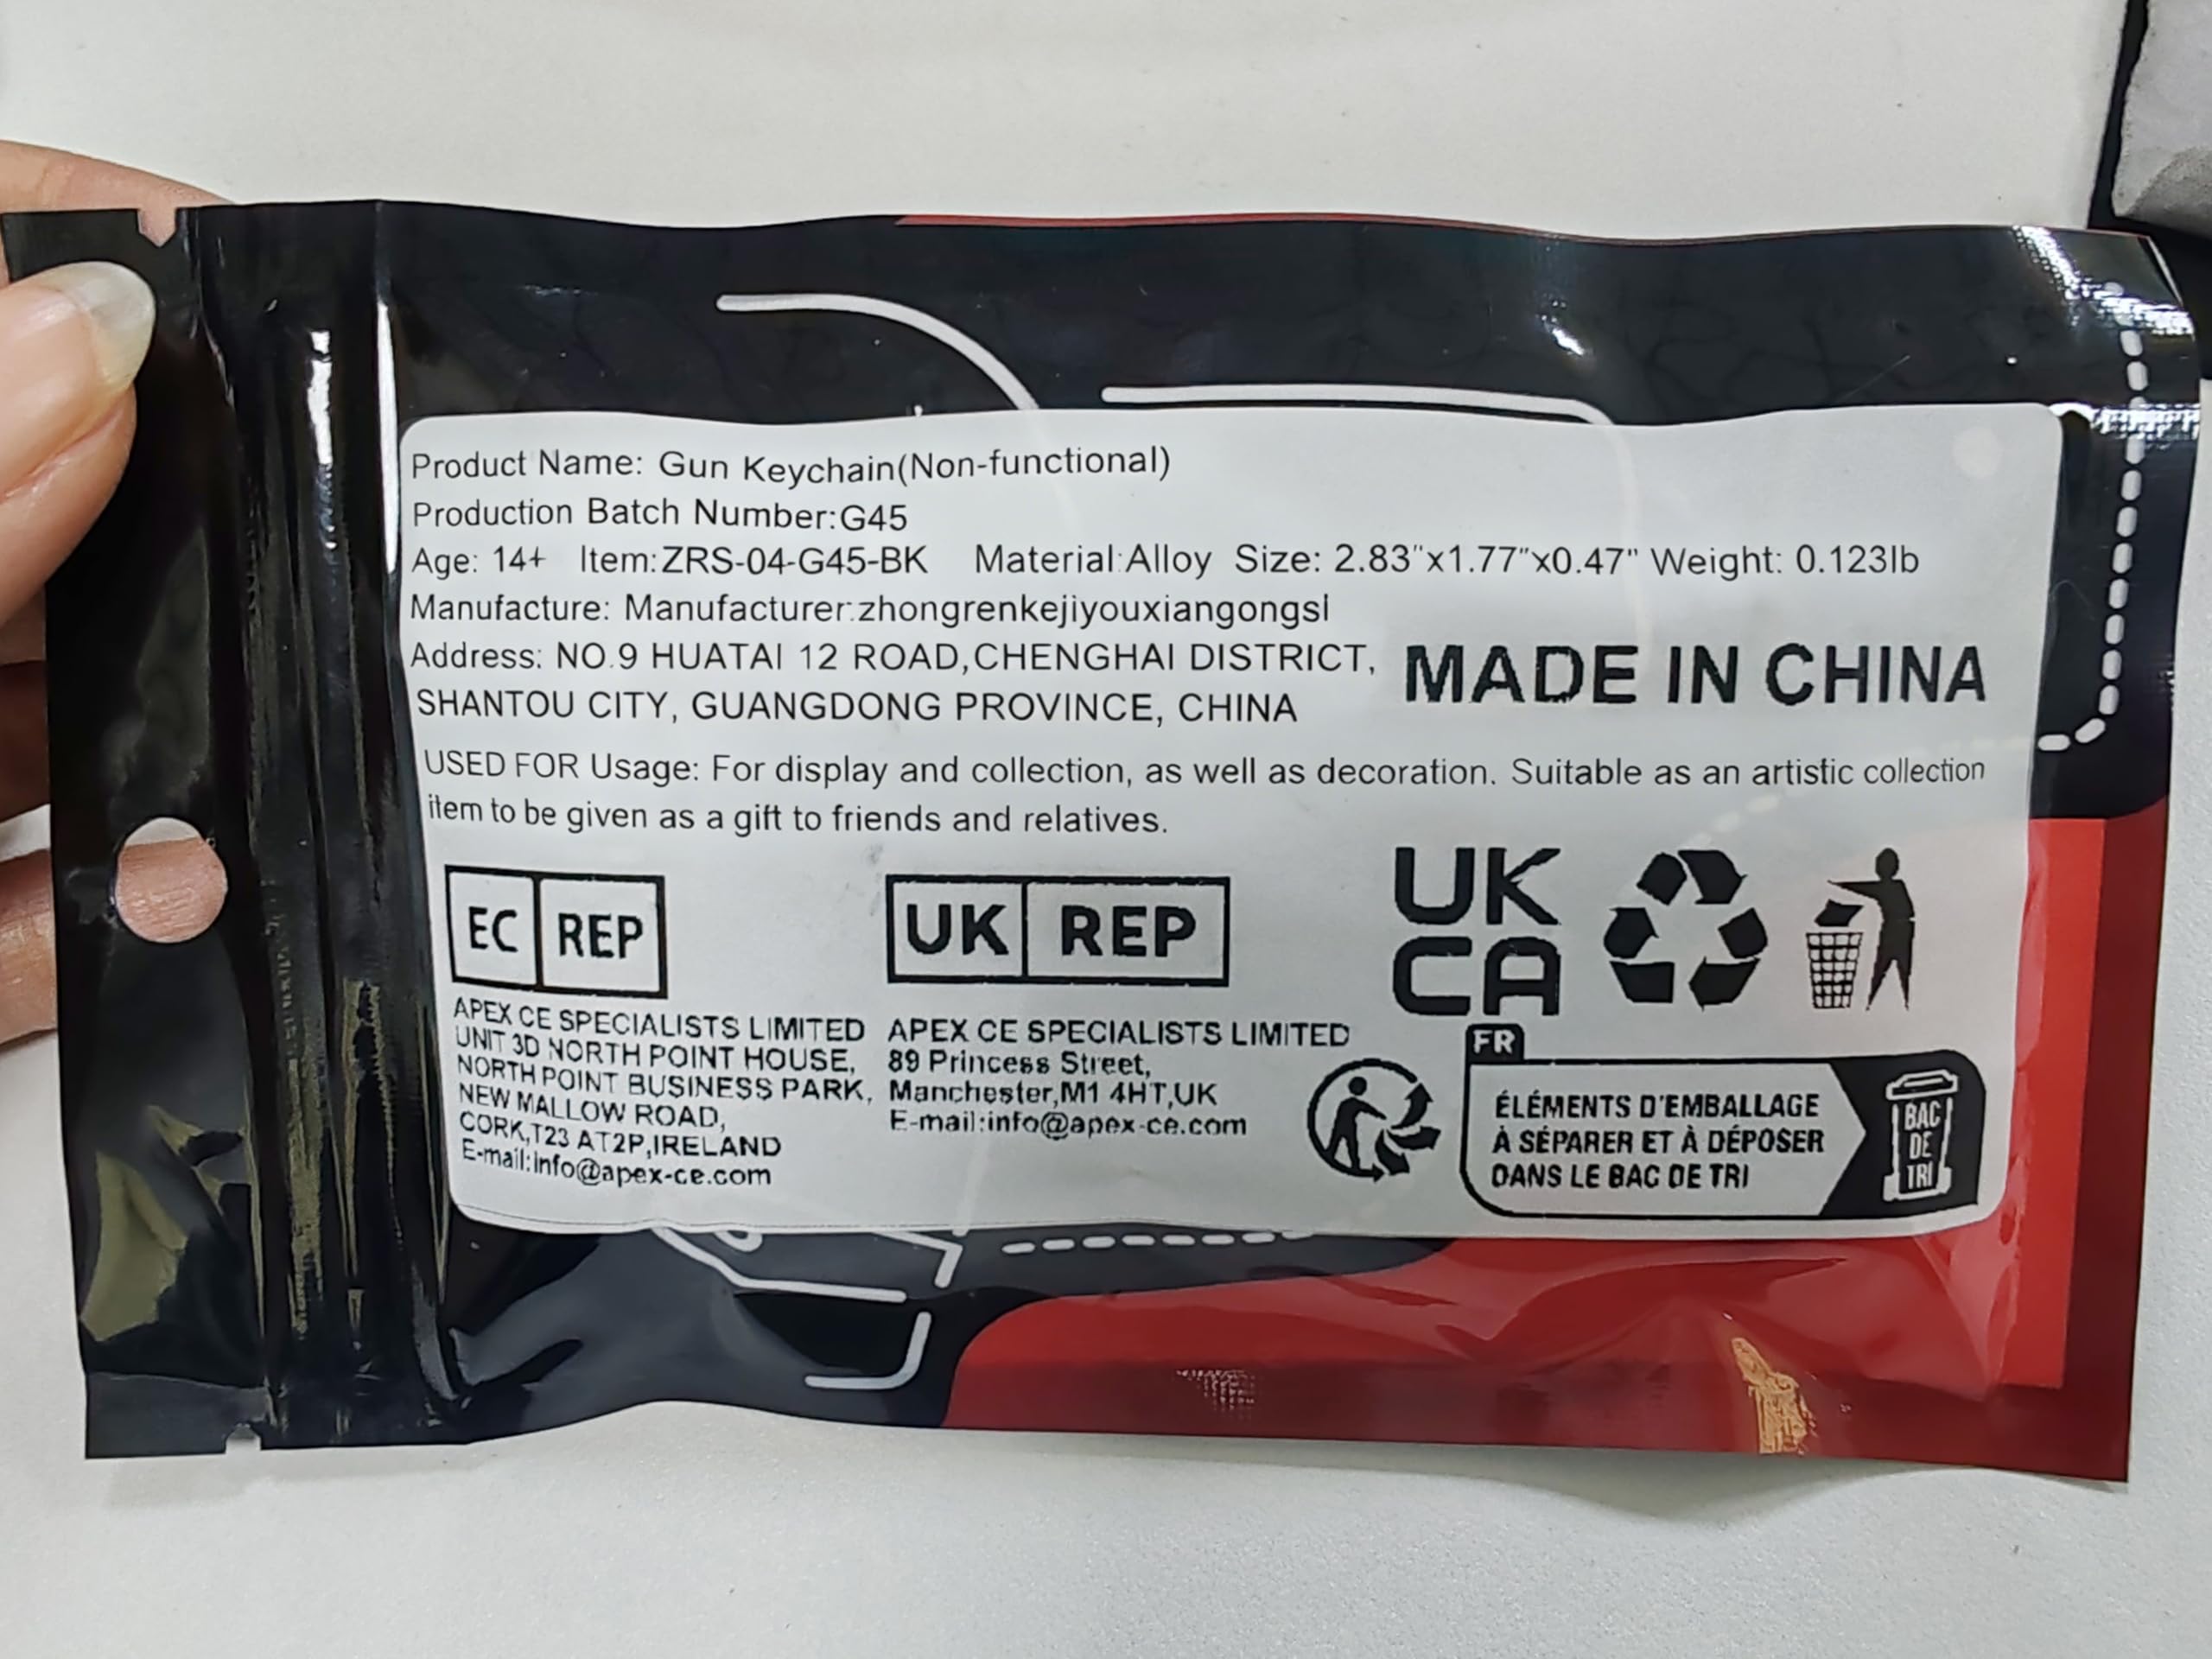 Product Name: Gun Keychain(Non-functional)
Production Batch Number:G45
Age: 14+ Item:ZRS-04-G45-BK Material:Alloy Size: 2.83"x1.77"x0.47" Weight: 0.123lb
Manufacture: Manufacturer:zhongrenkejiyouxiangongsl
Address: NO.9 HUATAI 12 ROAD,CHENGHAI DISTRICT,
SHANTOU CITY, GUANGDONG PROVINCE, CHINA
MADE IN CHINA
USED FOR Usage: For display and collection, as well as decoration. Suitable as an artistic collection
item to be given as a gift to friends and relatives.
EC REP
APEX CE SPECIALISTS LIMITED
UNIT 3D NORTH POINT HOUSE,
NORTH POINT BUSINESS PARK,
NEW MALLOW ROAD,
CORK,T23 AT2P,IRELAND
E-mail:info@apex-ce.com
UK REP
APEX CE SPECIALISTS LIMITED
89 Princess Street,
Manchester,M1 4HT,UK
E-mail:info@apex-ce.com
UK
CA
FR
ÉLÉMENTS D'EMBALLAGE
À SÉPARER ET À DÉPOSER
DANS LE BAC DE TRI
BAC
DE
TRI